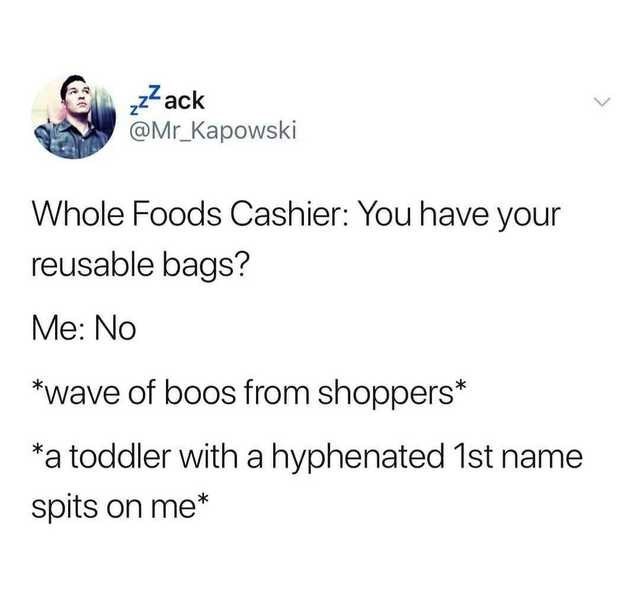 zzZack
@Mr_Kapowski
Whole Foods Cashier: You have your
reusable bags?
Me: No
*wave of boos from shoppers*
*a toddler with a hyphenated 1st name
spits on me*